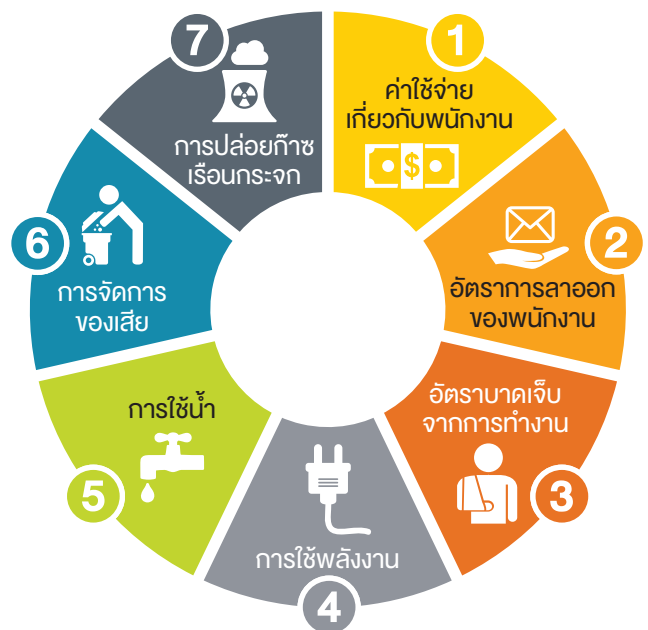 1
ค่าใช้จ่าย
เกี่ยวกับพนักงาน
$
2
อัตราการลาออก
ของพนักงาน
3
อัตราบาดเจ็บ
จากการทำงาน
4
การใช้พลังงาน
5
การใช้น้ำ
6
การจัดการ
ของเสีย
7
การปล่อยก๊าซ
เรือนกระจก